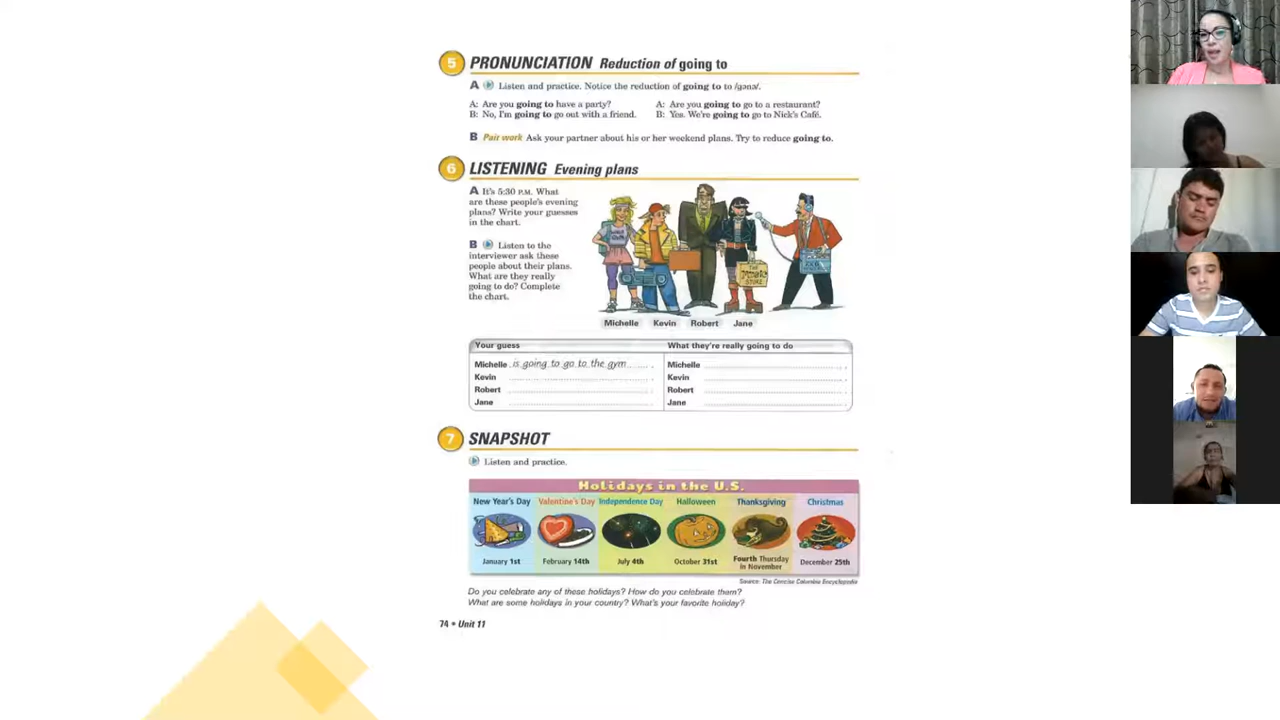 5 PRONUNCIATION Reduction of going to
A Listen and practice. Notice the reduction of going to to /gənə/.
A: Are you going to have a party?
B: No, I'm going to go out with a friend.
A: Are you going to go to a restaurant?
B: Yes. We're going to go to Nick's Café.
B Pair work Ask your partner about his or her weekend plans. Try to reduce going to.
6 LISTENING Evening plans
A It's 5:30 P.M. What
are these people's evening
plans? Write your guesses
in the chart.
B Listen to the
interviewer ask these
people about their plans.
What are they really
going to do? Complete
the chart.
THE
STORE
Michelle Kevin Robert Jane
Your guess What they're really going to do
Michelle is going to go to the gym . Michelle .
Kevin . Kevin .
Robert . Robert .
Jane . Jane .
7 SNAPSHOT
Listen and practice.
Holidays in the U.S.
New Year's Day Valentine's Day Independence Day Halloween Thanksgiving Christmas
January 1st February 14th July 4th October 31st Fourth Thursday in November December 25th
Source: The Concise Columbia Encyclopedia
Do you celebrate any of these holidays? How do you celebrate them?
What are some holidays in your country? What's your favorite holiday?
74 • Unit 11